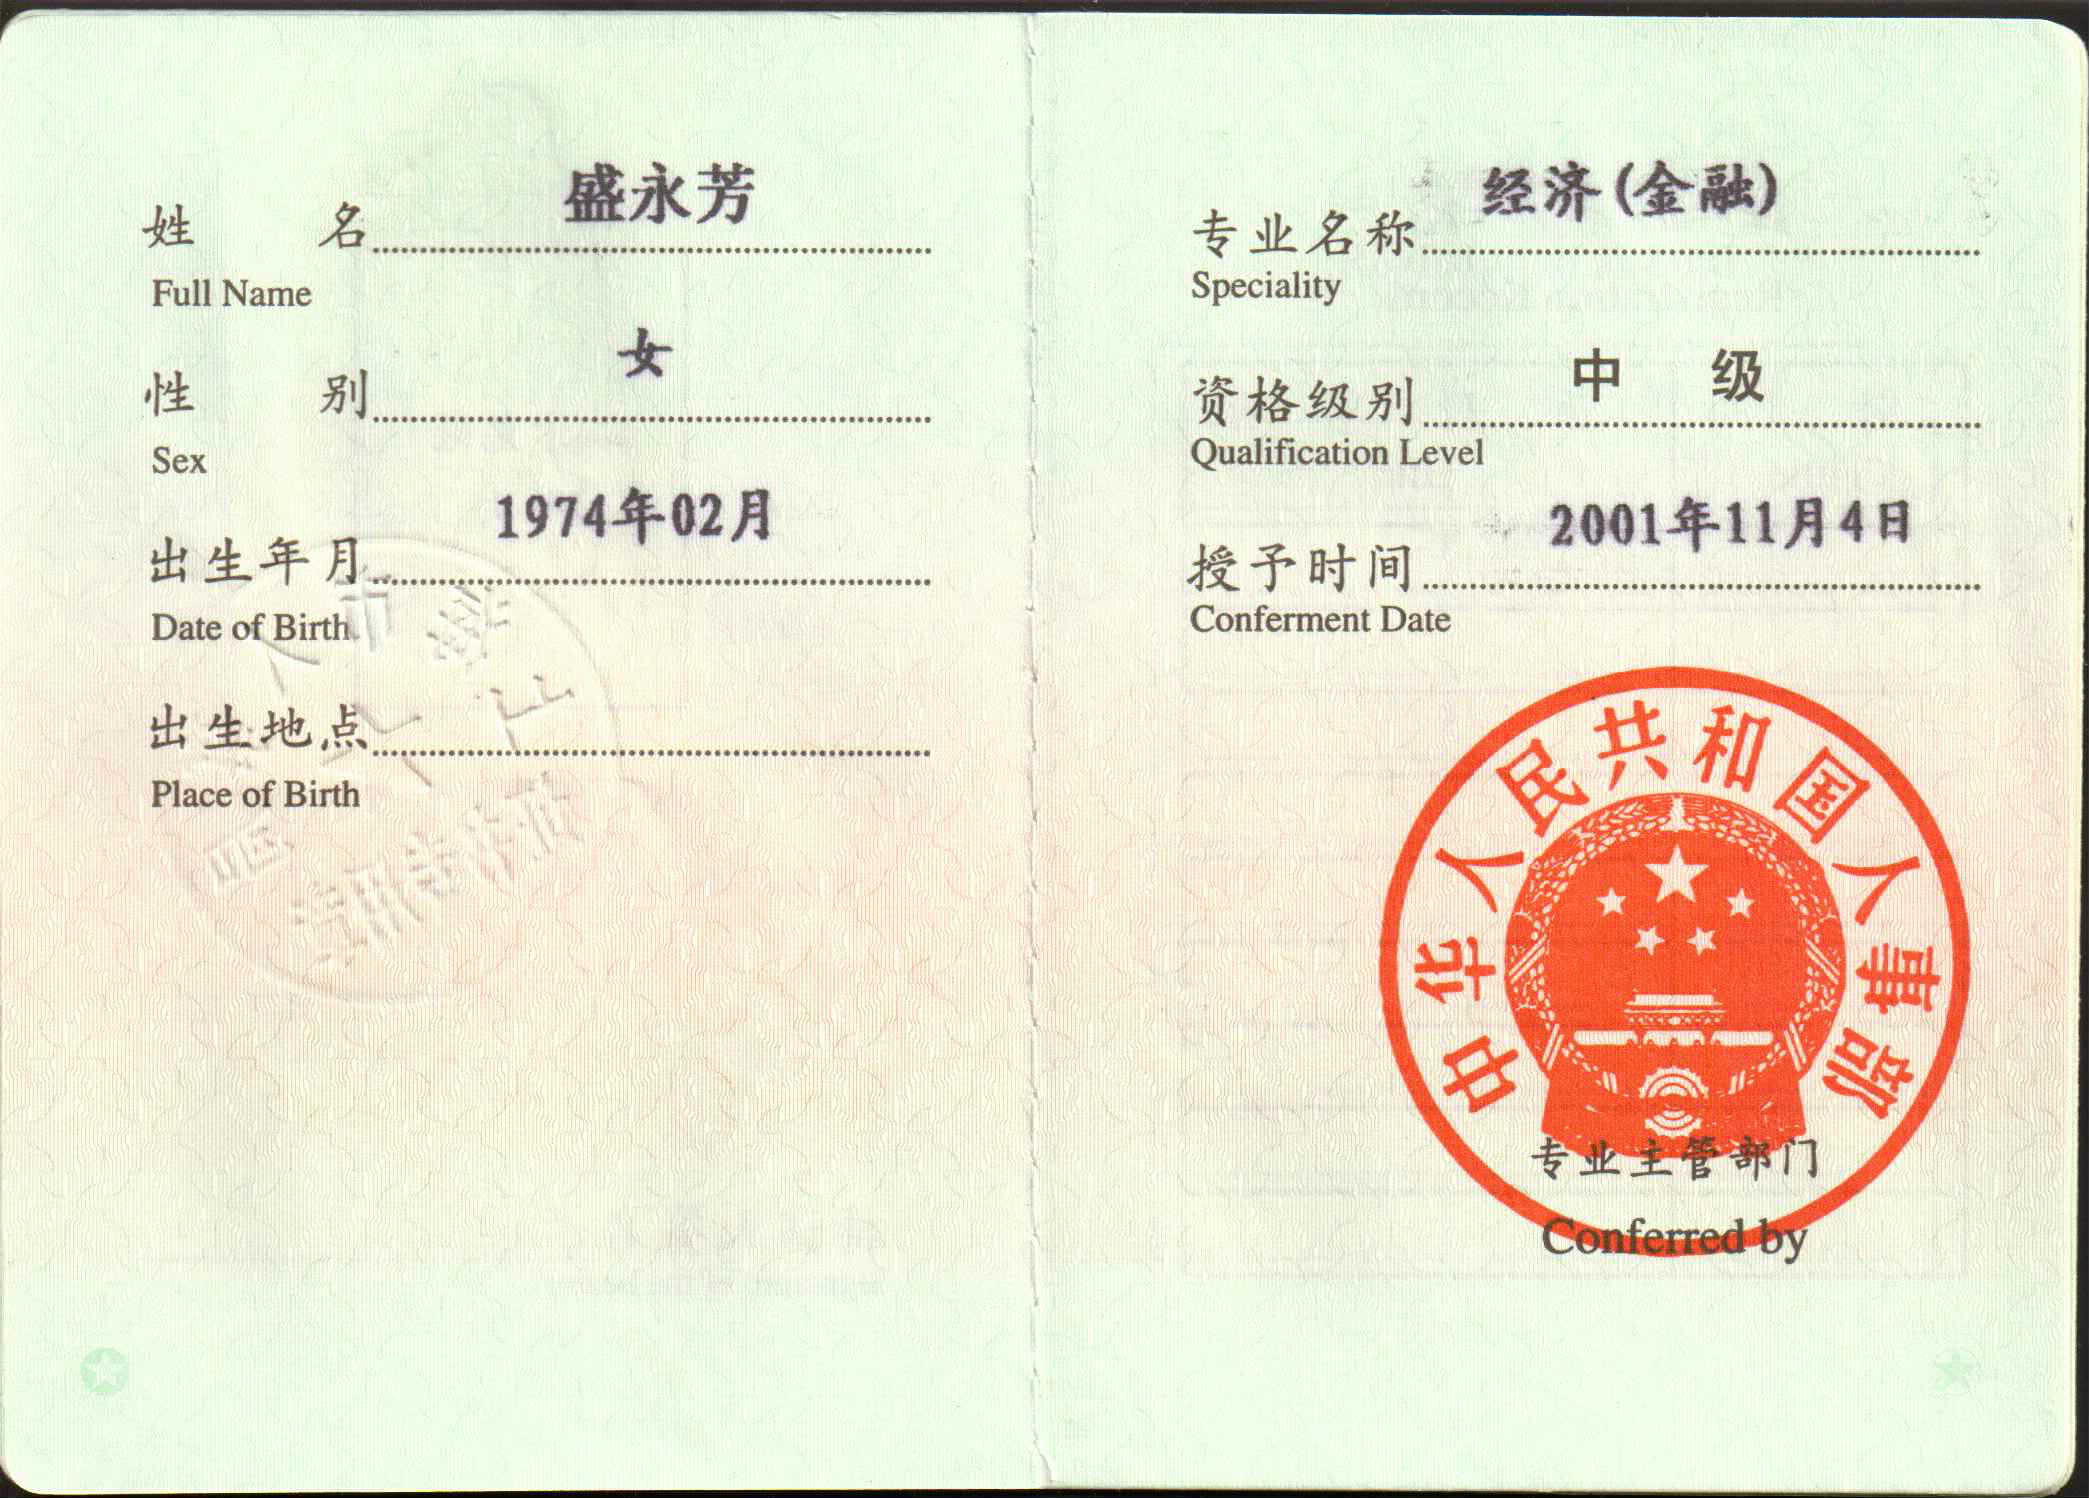 姓名 盛永芳
Full Name
性别 女
Sex
出生年月 1974年02月
Date of Birth
出生地点
Place of Birth
专业名称 经济(金融)
Speciality
资格级别 中级
Qualification Level
授予时间 2001年11月4日
Conferment Date
中华人民共和国人事部
专业主管部门
Conferred by